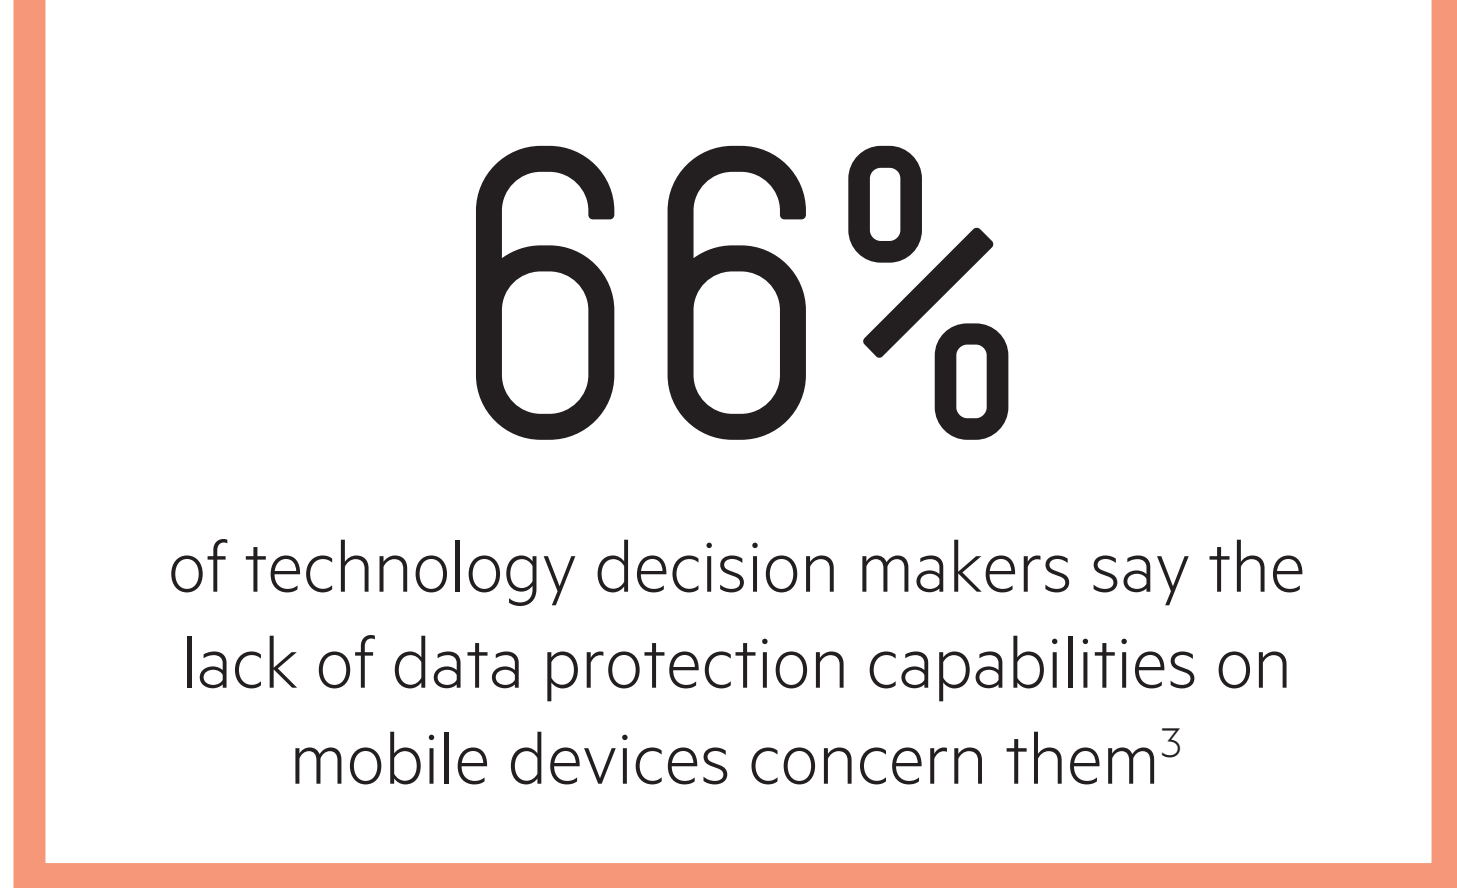 66%
of technology decision makers say the
lack of data protection capabilities on
mobile devices concern them³